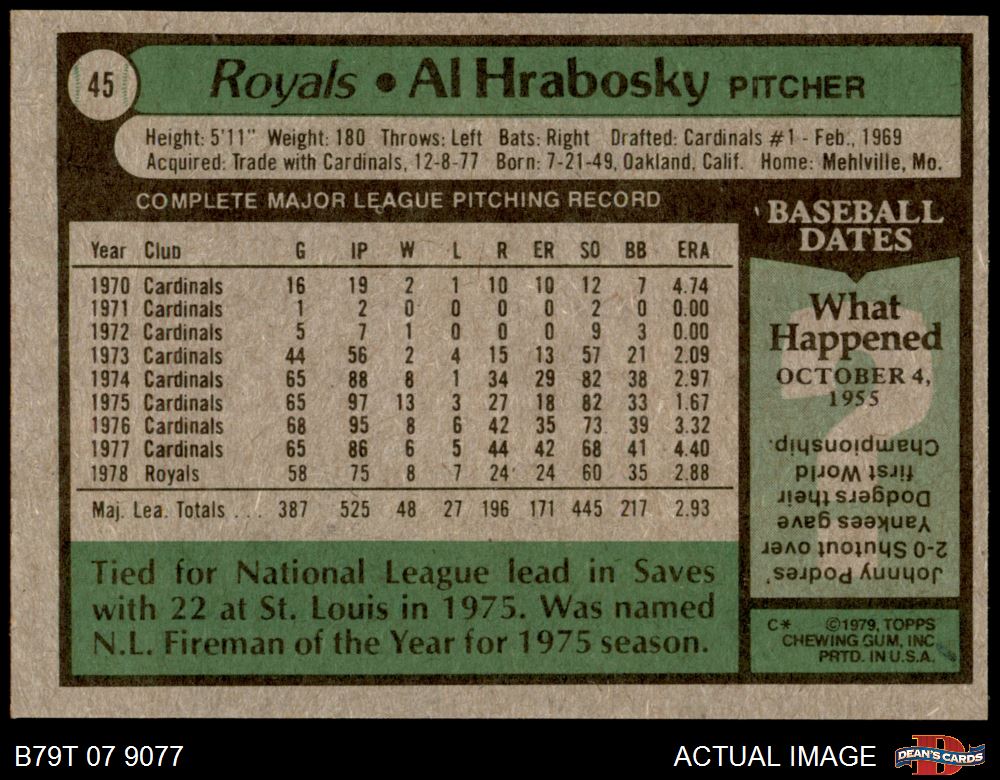 45
Royals • Al Hrabosky PITCHER
Height: 5'11" Weight: 180 Throws: Left Bats: Right Drafted: Cardinals #1 - Feb., 1969
Acquired: Trade with Cardinals, 12-8-77 Born: 7-21-49, Oakland, Calif. Home: Mehlville, Mo.
COMPLETE MAJOR LEAGUE PITCHING RECORD
Year Club G IP W L R ER SO BB ERA
1970 Cardinals 16 19 2 1 10 10 12 7 4.74
1971 Cardinals 1 2 0 0 0 0 2 0 0.00
1972 Cardinals 5 7 1 0 0 0 9 3 0.00
1973 Cardinals 44 56 2 4 15 13 57 21 2.09
1974 Cardinals 65 88 8 1 34 29 82 38 2.97
1975 Cardinals 65 97 13 3 27 18 82 33 1.67
1976 Cardinals 68 95 8 6 42 35 73 39 3.32
1977 Cardinals 65 86 6 5 44 42 68 41 4.40
1978 Royals 58 75 8 7 24 24 60 35 2.88
Maj. Lea. Totals ... 387 525 48 27 196 171 445 217 2.93
Tied for National League lead in Saves
with 22 at St. Louis in 1975. Was named
N.L. Fireman of the Year for 1975 season.
BASEBALL
DATES
What
Happened
OCTOBER 4,
1955
Johnny Podres'
2-0 Shutout over
Yankees gave
Dodgers their
first World
Championship.
C* ©1979, TOPPS
CHEWING GUM, INC
PRTD. IN U.S.A.
B79T 07 9077
ACTUAL IMAGE
D
DEAN'S CARDS